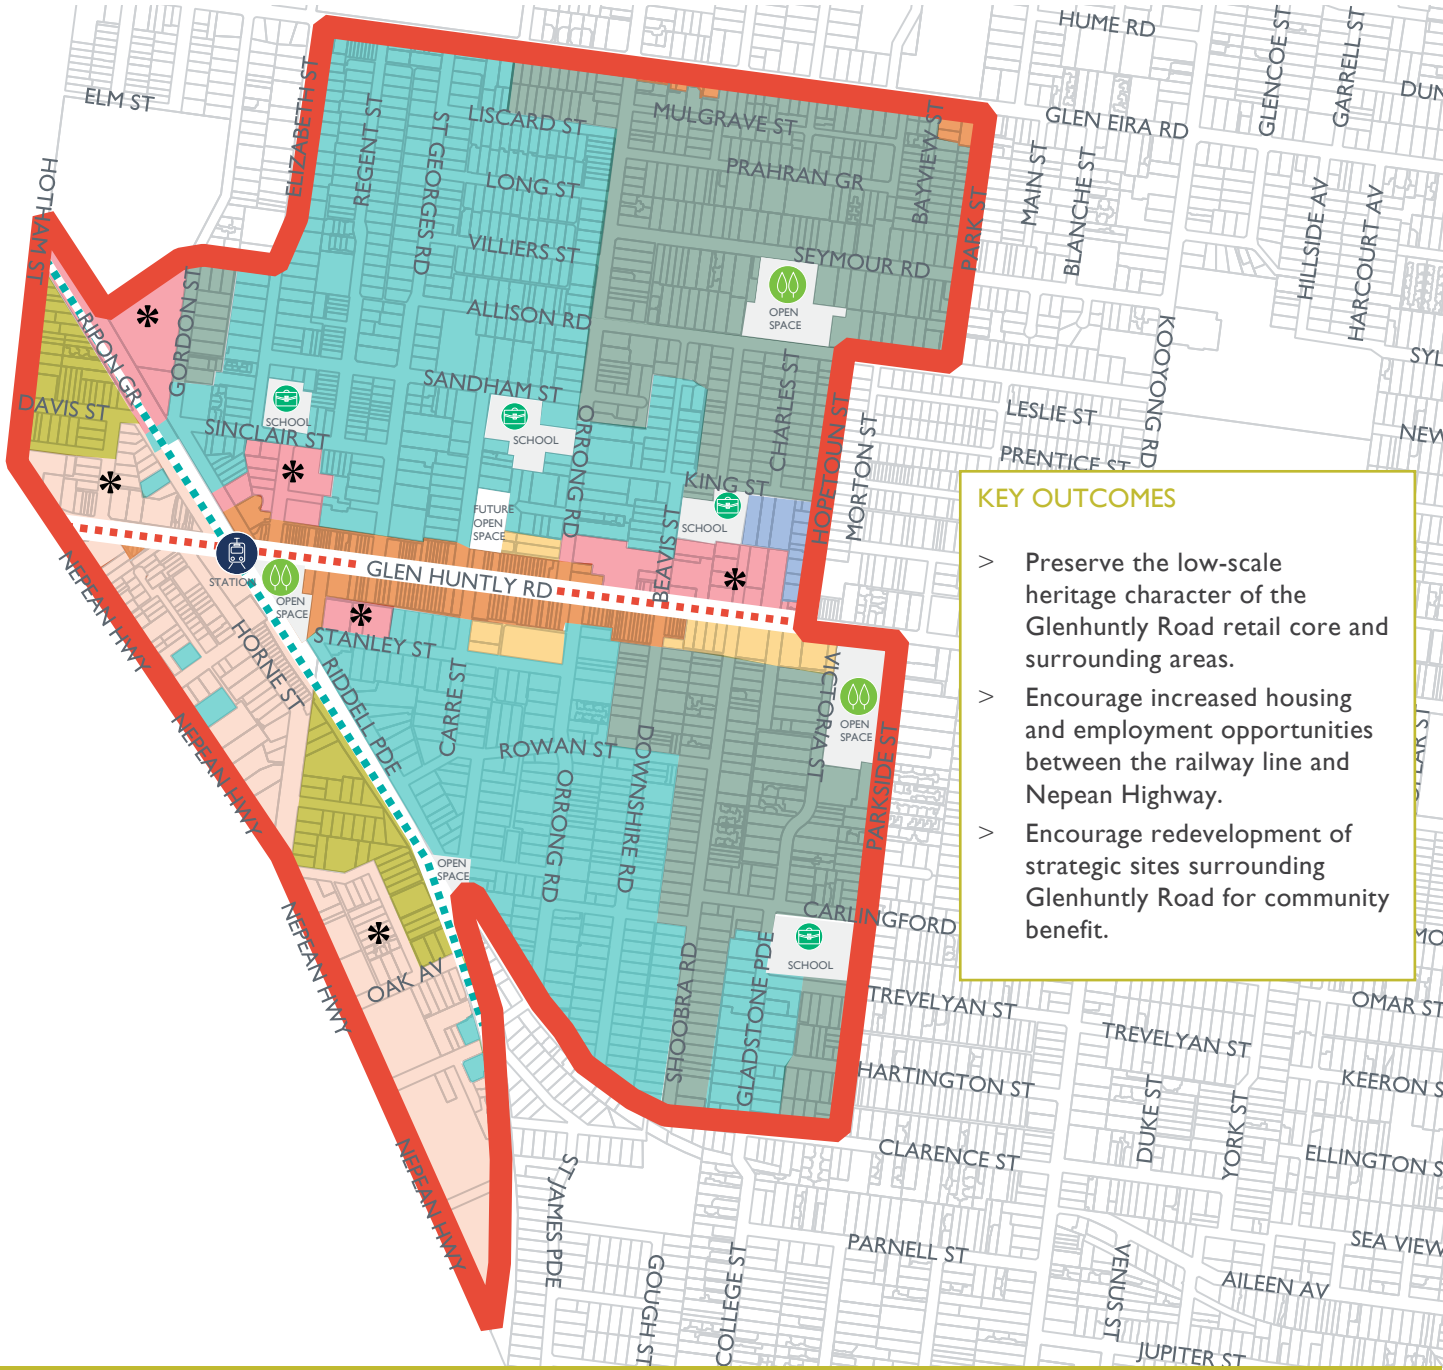 HUME RD
GLENCOE ST
GARRELL ST
ELM ST
ELIZABETH ST
REGENT ST
ST GEORGES RD
LISCARD ST
MULGRAVE ST
BAYVIEW ST
GLEN EIRA RD
MAIN ST
BLANCHE ST
HOTHAM ST
LONG ST
PRAHRAN GR
PARK ST
HILLSIDE AV
HARCOURT AV
VILLIERS ST
SEYMOUR RD
RIPON GR
GORDON ST
ALLISON RD
OPEN
SPACE
KOOYONG RD
DAVIS ST
SANDHAM ST
ORRONG RD
CHARLES ST
HOPETOUN ST
MORTON ST
LESLIE ST
SCHOOL
SINCLAIR ST
SCHOOL
PRENTICE ST
KING ST
SCHOOL
FUTURE
OPEN
SPACE
BEAVIS ST
GLEN HUNTLY RD
STATION
OPEN
SPACE
NEPEAN HWY
HORNE ST
STANLEY ST
RIDDELL PDE
CARRE ST
VICTORIA ST
OPEN
SPACE
PARKSIDE ST
NEPEAN HWY
ROWAN ST
ORRONG RD
DOWNSHIRE RD
OPEN
SPACE
NEPEAN HWY
OAK AV
CARLINGFORD
SCHOOL
SHOOBRA RD
GLADSTONE PDE
TREVELYAN ST
TREVELYAN ST
OMAR ST
HARTINGTON ST
DUKE ST
YORK ST
CLARENCE ST
NEPEAN HWY
ST JAMES PDE
GOUGH ST
COLLEGE ST
PARNELL ST
VENUS ST
SEA VIEW
AILEEN AV
JUPITER ST
KEERON S
ELLINGTON S
KEY OUTCOMES
> Preserve the low-scale
heritage character of the
Glenhuntly Road retail core and
surrounding areas.
> Encourage increased housing
and employment opportunities
between the railway line and
Nepean Highway.
> Encourage redevelopment of
strategic sites surrounding
Glenhuntly Road for community
benefit.